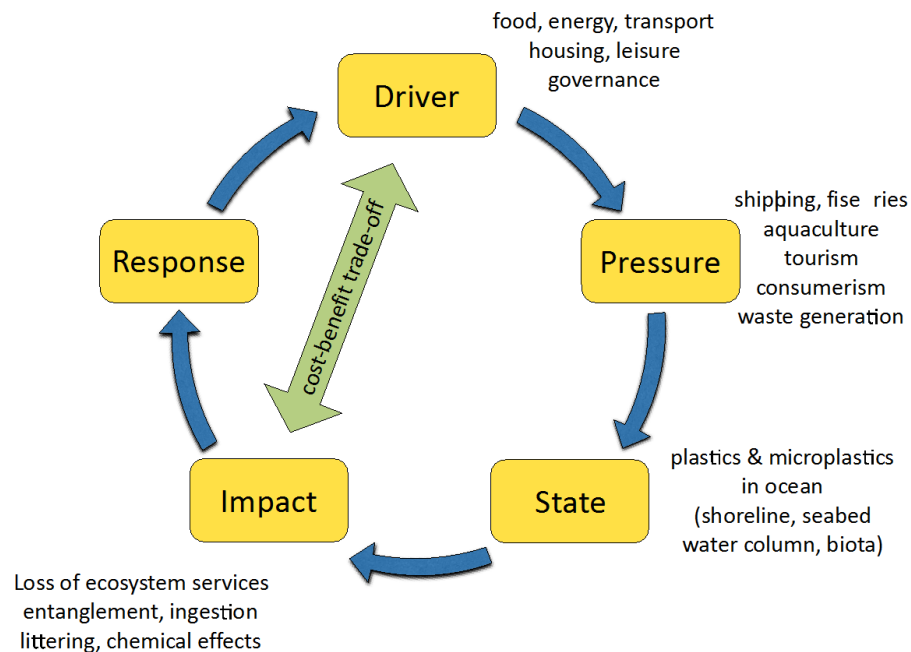 food, energy, transport
housing, leisure
governance
Driver
shipping, fise ries
aquaculture
tourism
consumerism
waste generation
Response
Pressure
cost-benefit trade-off
plastics & microplastics
in ocean
(shoreline, seabed
water column, biota)
Impact
State
Loss of ecosystem services
entanglement, ingestion
littering, chemical effects